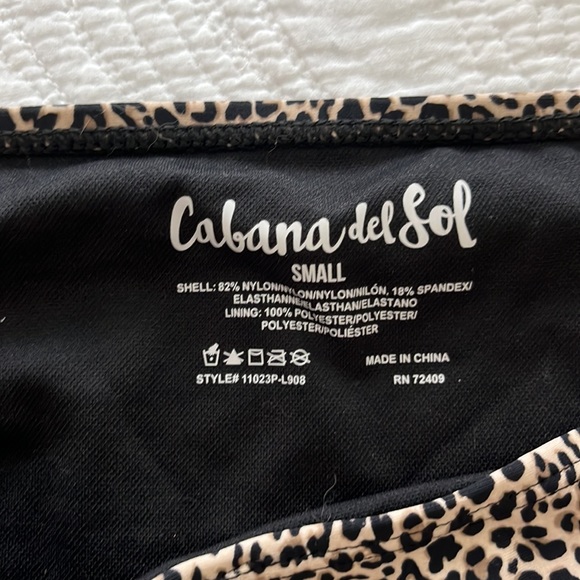 Cabana del Sol
SMALL
SHELL: 82% NYLON/NYLON/NYLON/NILÓN, 18% SPANDEX/
ELASTHANNE/ELASTHAN/ELASTANO
LINING: 100% POLYESTER/POLYESTER/
POLYESTER/POLIÉSTER
MADE IN CHINA
STYLE# 11023P-L908 RN 72409